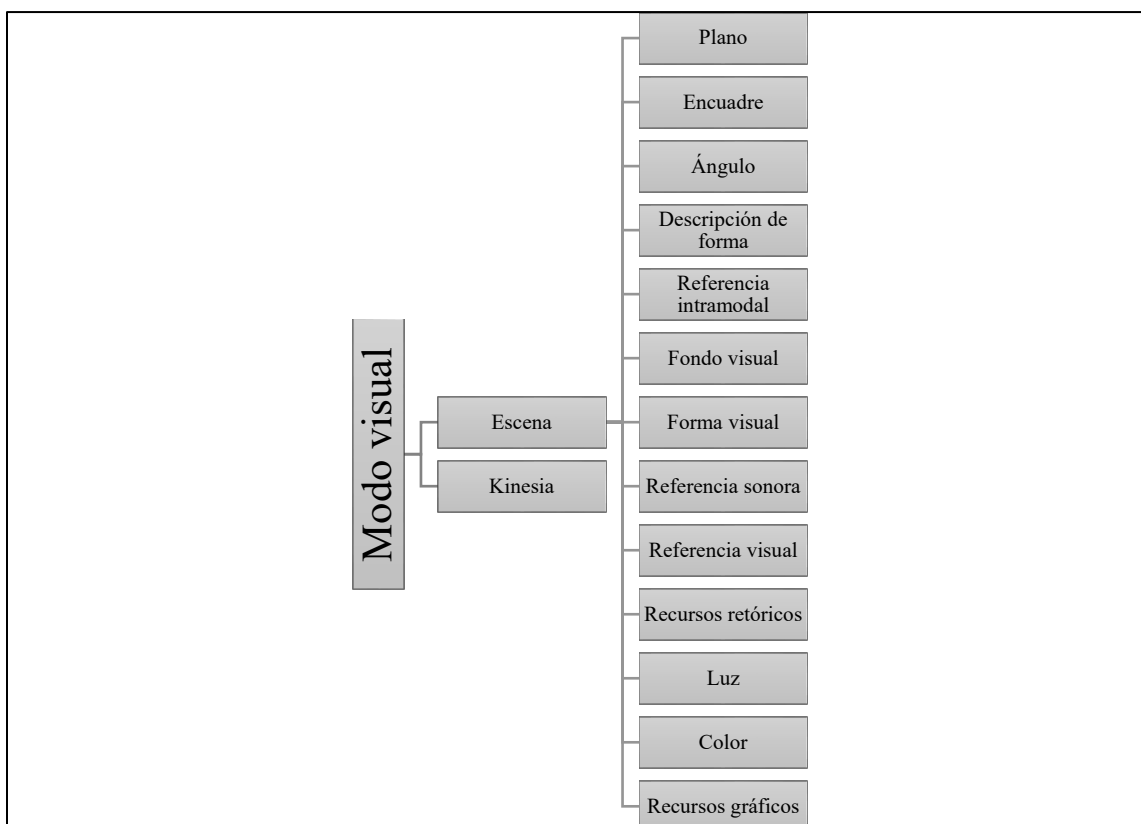 Modo visual
Escena
Kinesia
Plano
Encuadre
Ángulo
Descripción de
forma
Referencia
intramodal
Fondo visual
Forma visual
Referencia sonora
Referencia visual
Recursos retóricos
Luz
Color
Recursos gráficos